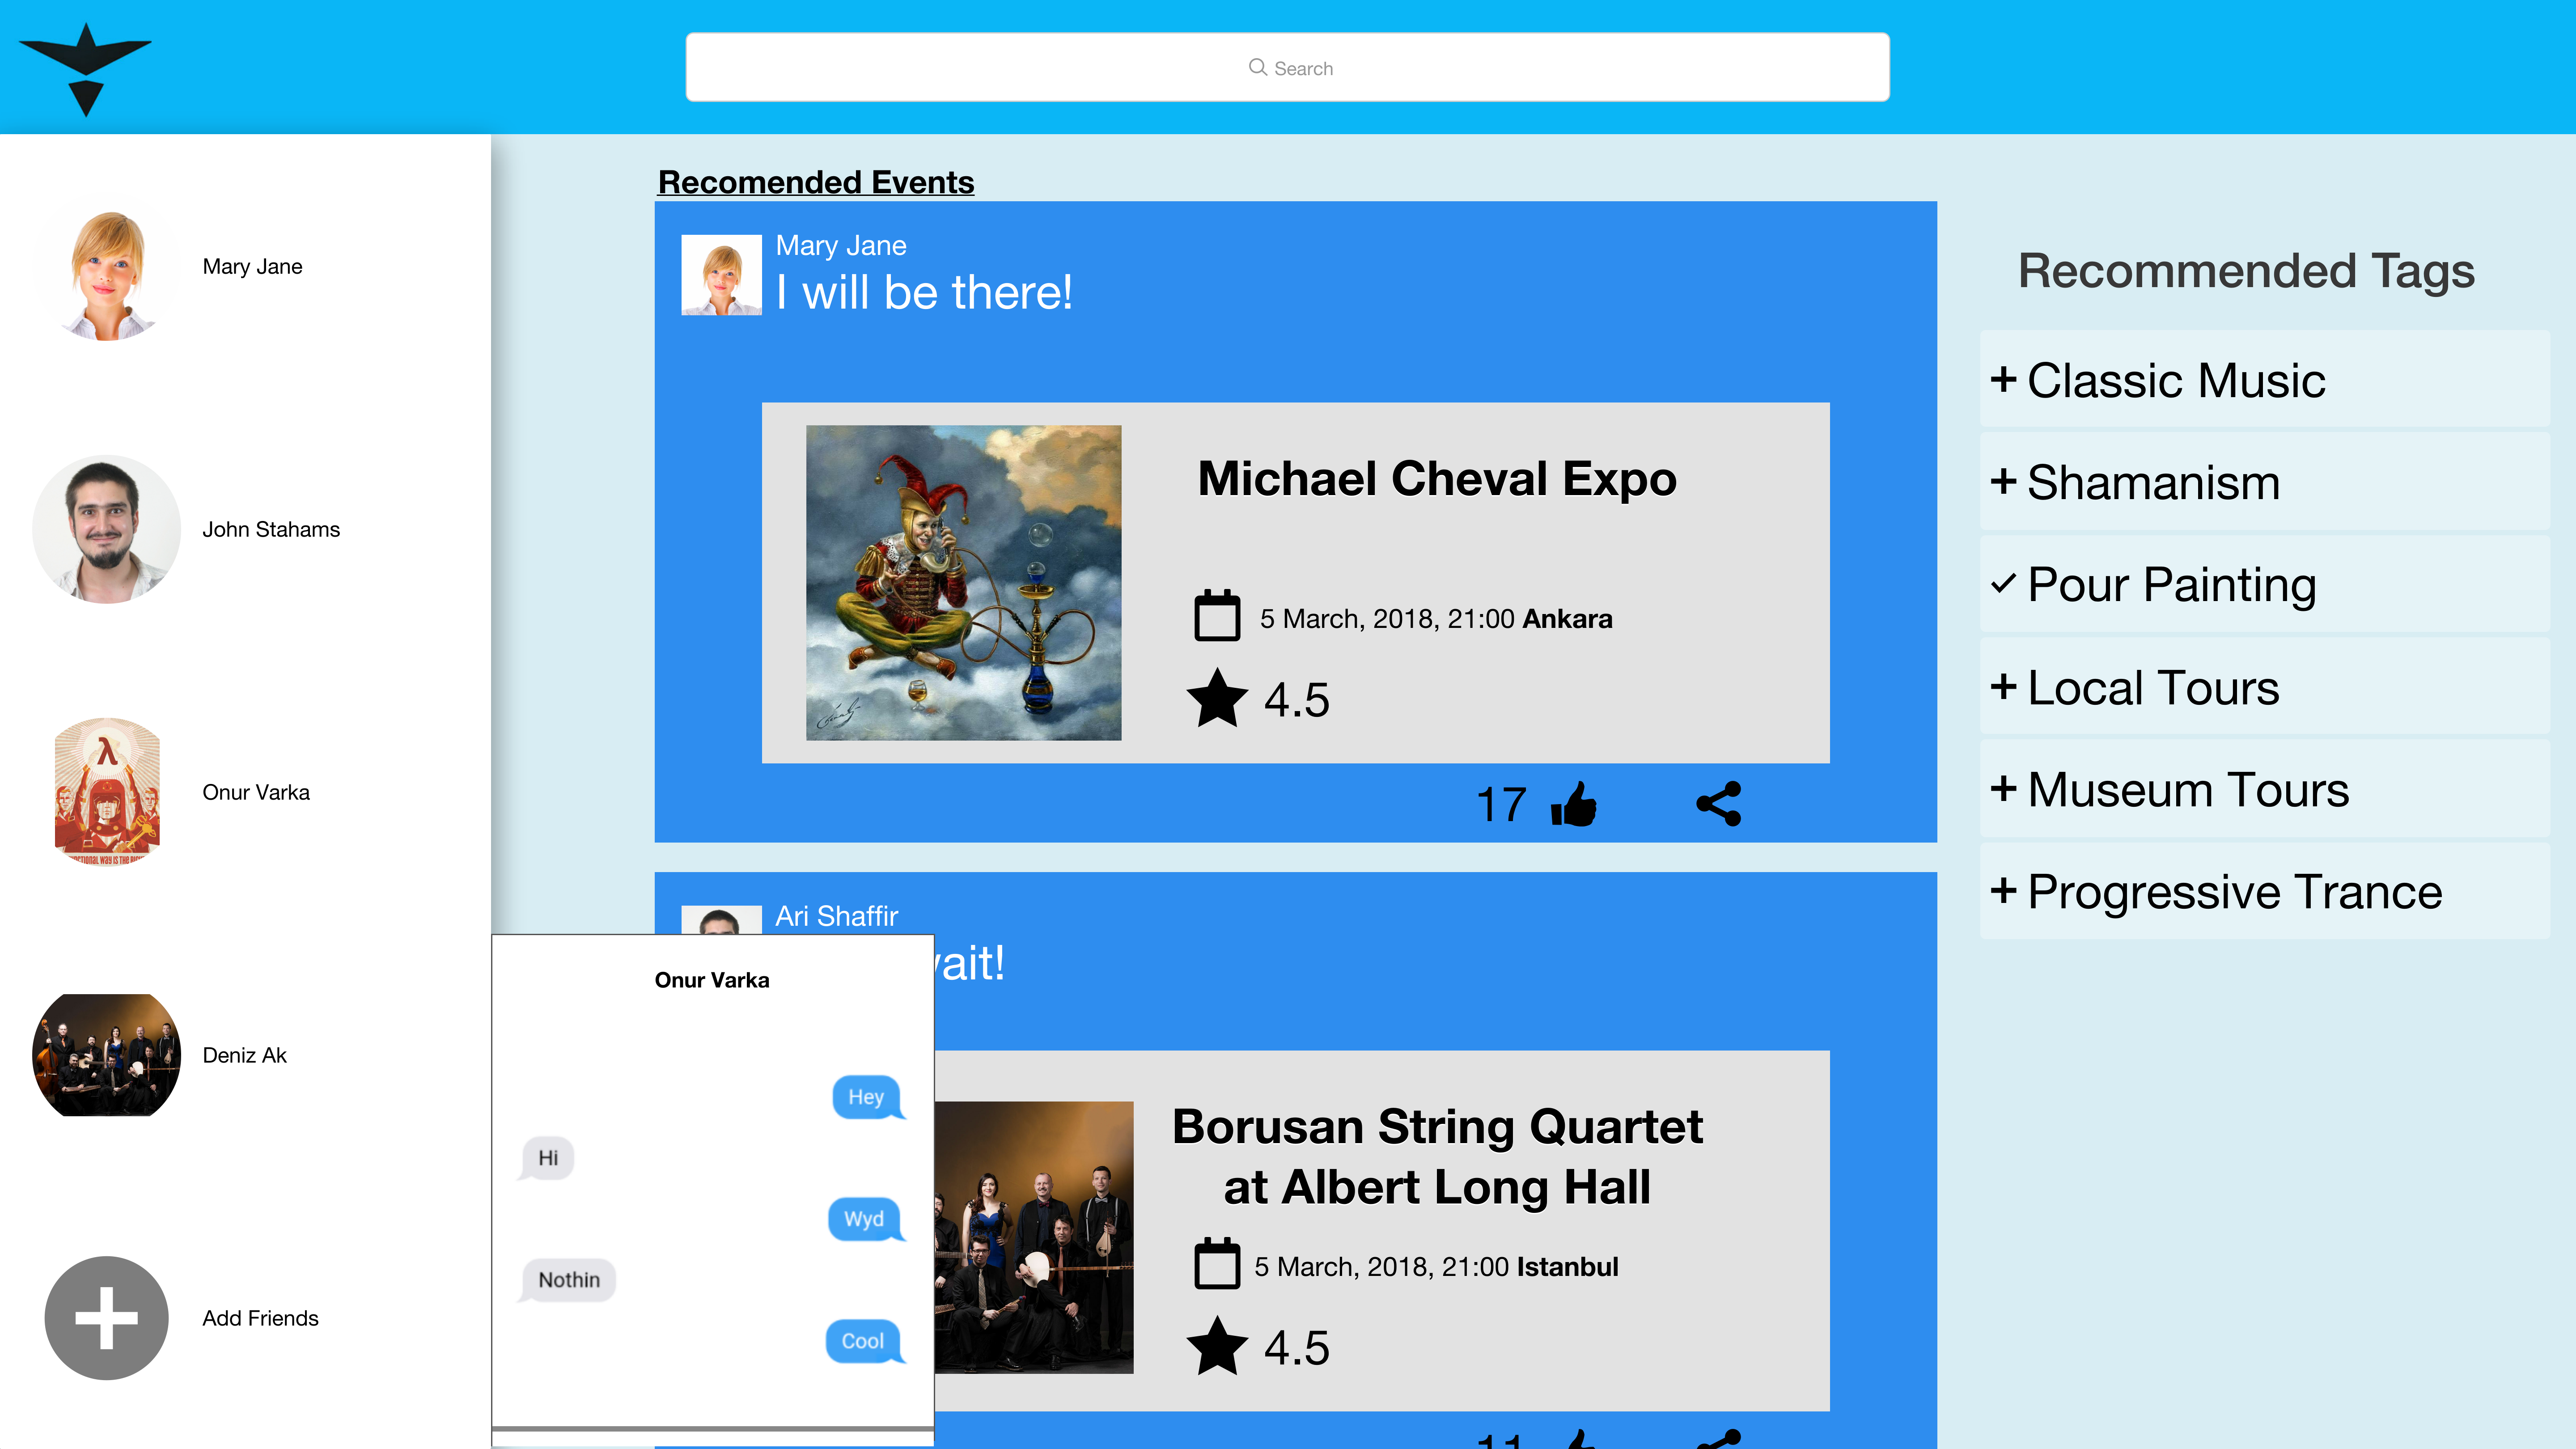 Search
Mary Jane
John Stahams
Onur Varka
Deniz Ak
Add Friends
Recomended Events
Mary Jane
I will be there!
Michael Cheval Expo
5 March, 2018, 21:00 Ankara
4.5
17
Ari Shaffir
Borusan String Quartet
at Albert Long Hall
5 March, 2018, 21:00 Istanbul
4.5
11
Onur Varka
Hey
Hi
Wyd
Nothin
Cool
Recommended Tags
Classic Music
Shamanism
Pour Painting
Local Tours
Museum Tours
Progressive Trance